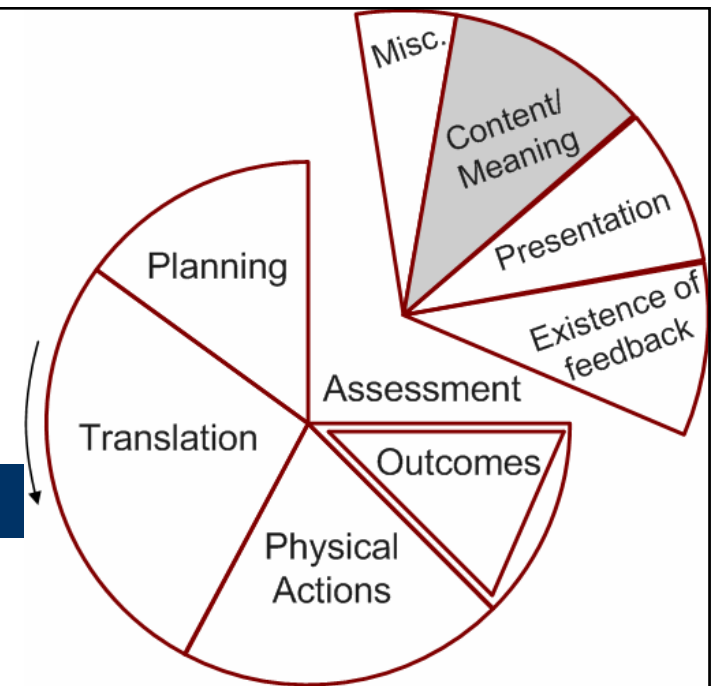 Misc.
Content/
Meaning
Presentation
Existence of
feedback
Planning
Assessment
Translation
Outcomes
Physical
Actions